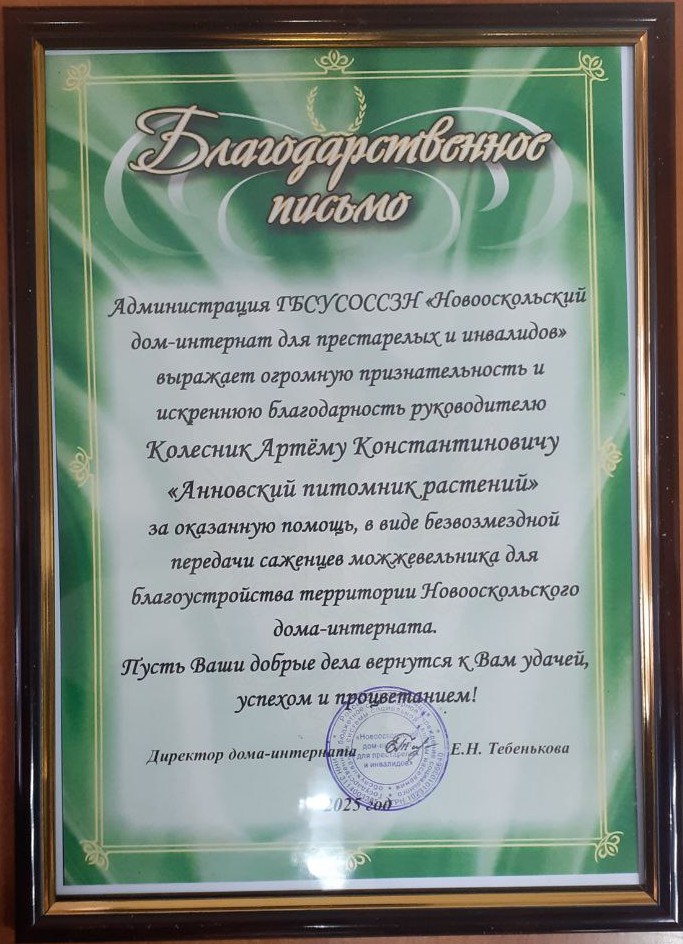 Благодарственное
письмо
Администрация ГБСУСОССЗН «Новооскольский
дом-интернат для престарелых и инвалидов»
выражает огромную признательность и
искреннюю благодарность руководителю
Колесник Артёму Константиновичу
«Анновский питомник растений»
за оказанную помощь, в виде безвозмездной
передачи саженцев можжевельника для
благоустройства территории Новооскольского
дома-интерната.
Пусть Ваши добрые дела вернутся к Вам удачей,
успехом и процветанием!
Директор дома-интерната Е.Н. Тебенькова
2025 год